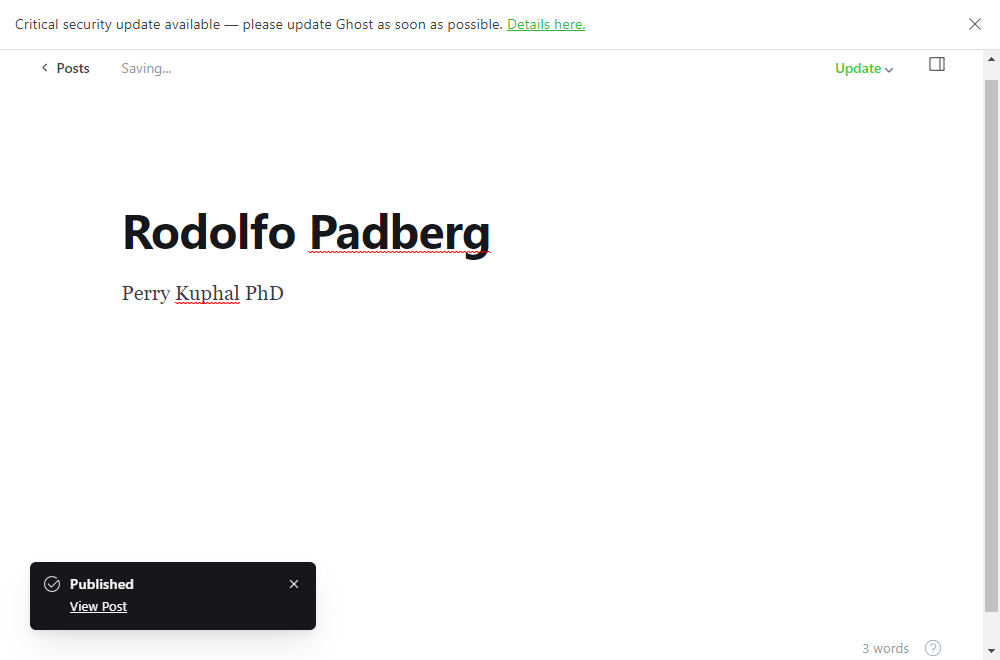 Critical security update available — please update Ghost as soon as possible. Details here.
Posts
Saving...
Update
Rodolfo Padberg
Perry Kuphal PhD
Published
View Post
3 words
?